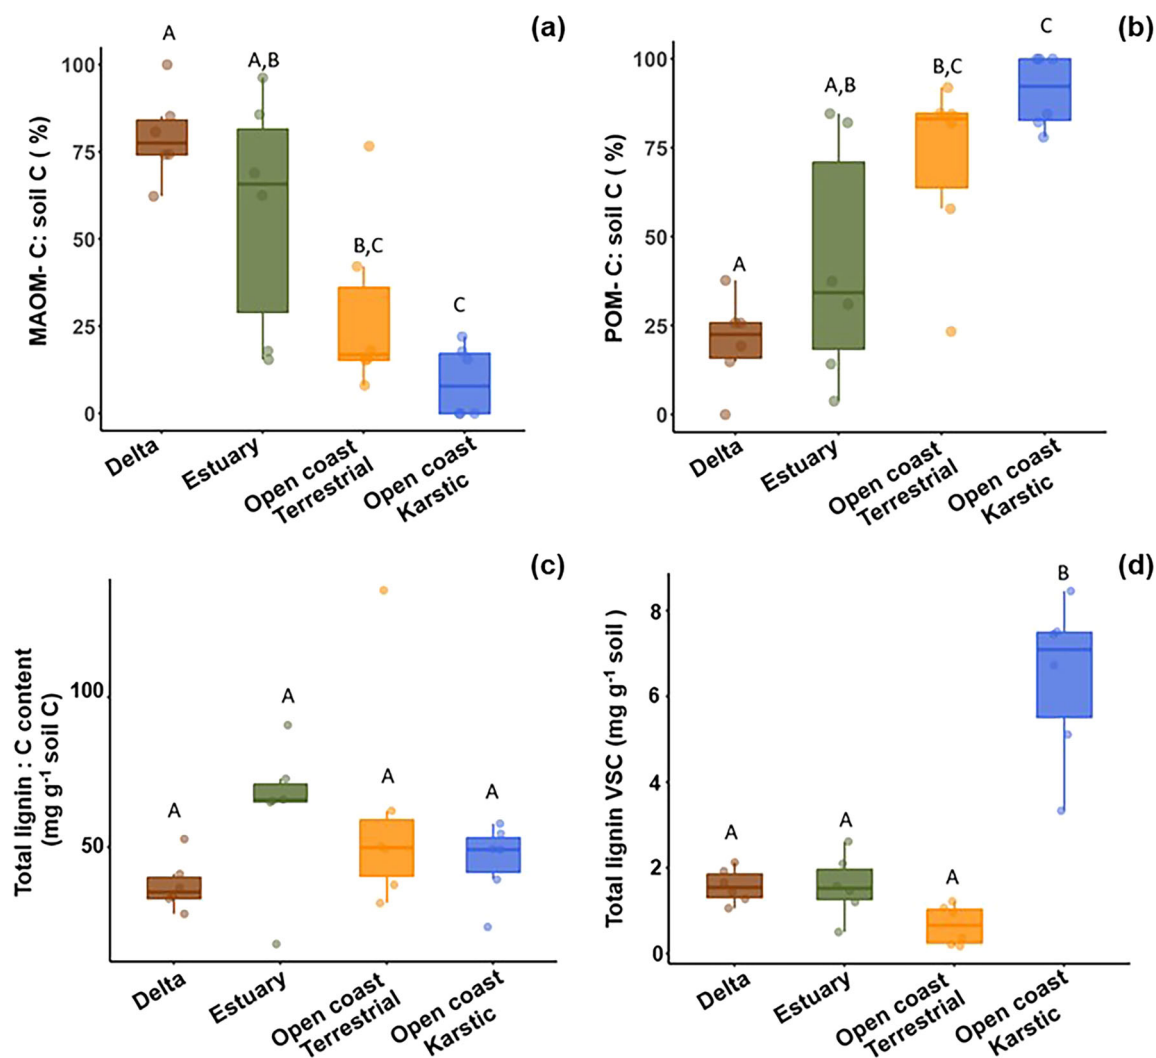 (a)
MAOM- C: soil C ( %)
100
75
50
25
0
A
A,B
B,C
C
Delta
Estuary
Open coast
Terrestrial
Open coast
Karstic
(b)
POM- C: soil C ( %)
100
75
50
25
0
A
A,B
B,C
C
Delta
Estuary
Open coast
Terrestrial
Open coast
Karstic
(c)
Total lignin : C content
(mg g-1 soil C)
100
50
A
A
A
A
Delta
Estuary
Open coast
Terrestrial
Open coast
Karstic
(d)
Total lignin VSC (mg g-1 soil )
8
6
4
2
0
A
A
A
B
Delta
Estuary
Open coast
Terrestrial
Open coast
Karstic